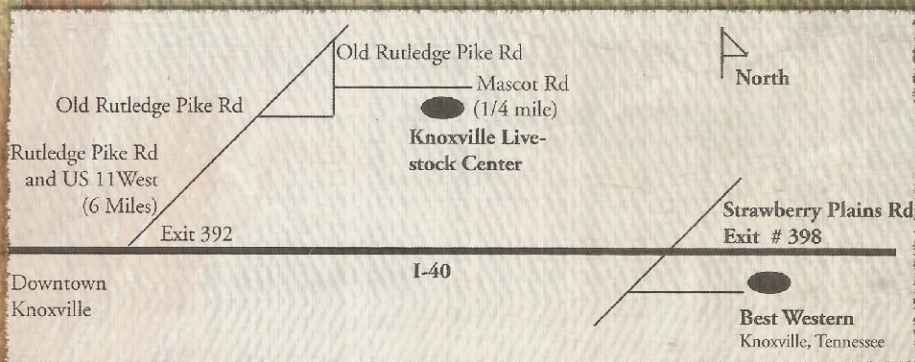 Old Rutledge Pike Rd
North
Mascot Rd
(1/4 mile)
Old Rutledge Pike Rd
Knoxville Live-
stock Center
Rutledge Pike Rd
and US 11West
(6 Miles)
Exit 392
Strawberry Plains Rd
Exit # 398
I-40
Downtown
Knoxville
Best Western
Knoxville, Tennessee